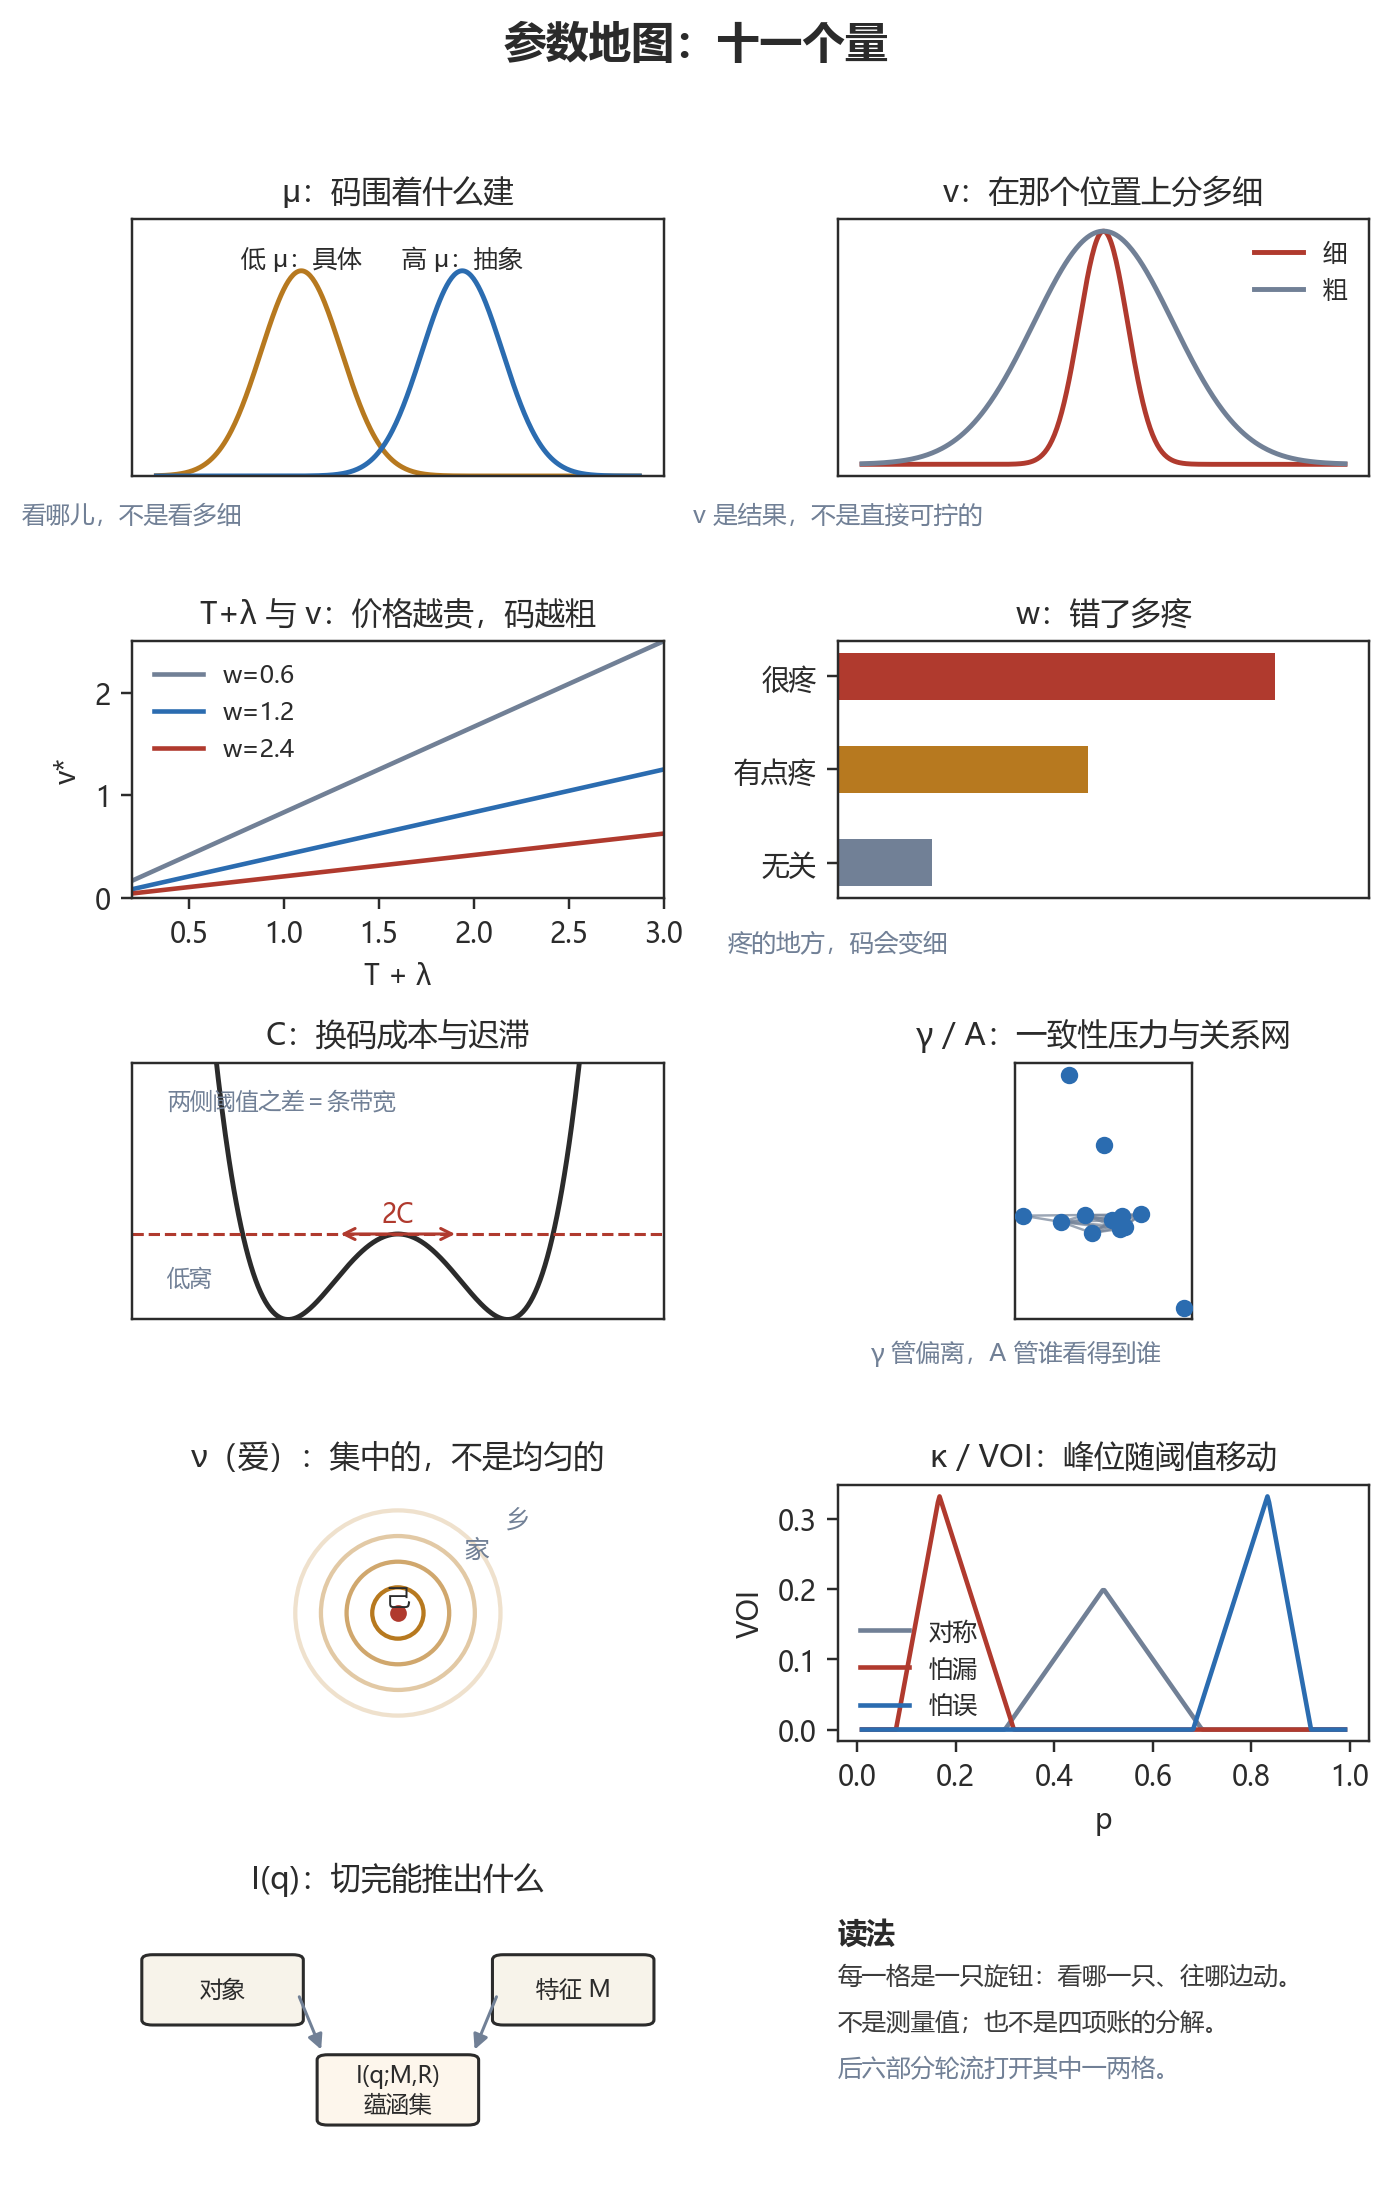 参数地图：十一个量
μ：码围着什么建
低 μ：具体
高 μ：抽象
看哪儿，不是看多细
v：在那个位置上分多细
细
粗
v 是结果，不是直接可拧的
T+λ 与 v：价格越贵，码越粗
w=0.6
w=1.2
w=2.4
v*
2
1
0
0.5 1.0 1.5 2.0 2.5 3.0
T + λ
w：错了多疼
很疼
有点疼
无关
疼的地方，码会变细
C：换码成本与迟滞
两侧阈值之差 = 条带宽
2C
低窝
γ / A：一致性压力与关系网
γ 管偏离，A 管谁看得到谁
ν（爱）：集中的，不是均匀的
乡
家
己
κ / VOI：峰位随阈值移动
VOI
0.3
0.2
0.1
0.0
对称
怕漏
怕误
0.0 0.2 0.4 0.6 0.8 1.0
p
I(q)：切完能推出什么
对象
特征 M
I(q;M,R)
蕴涵集
读法
每一格是一只旋钮：看哪一只、往哪边动。
不是测量值；也不是四项账的分解。
后六部分轮流打开其中一两格。